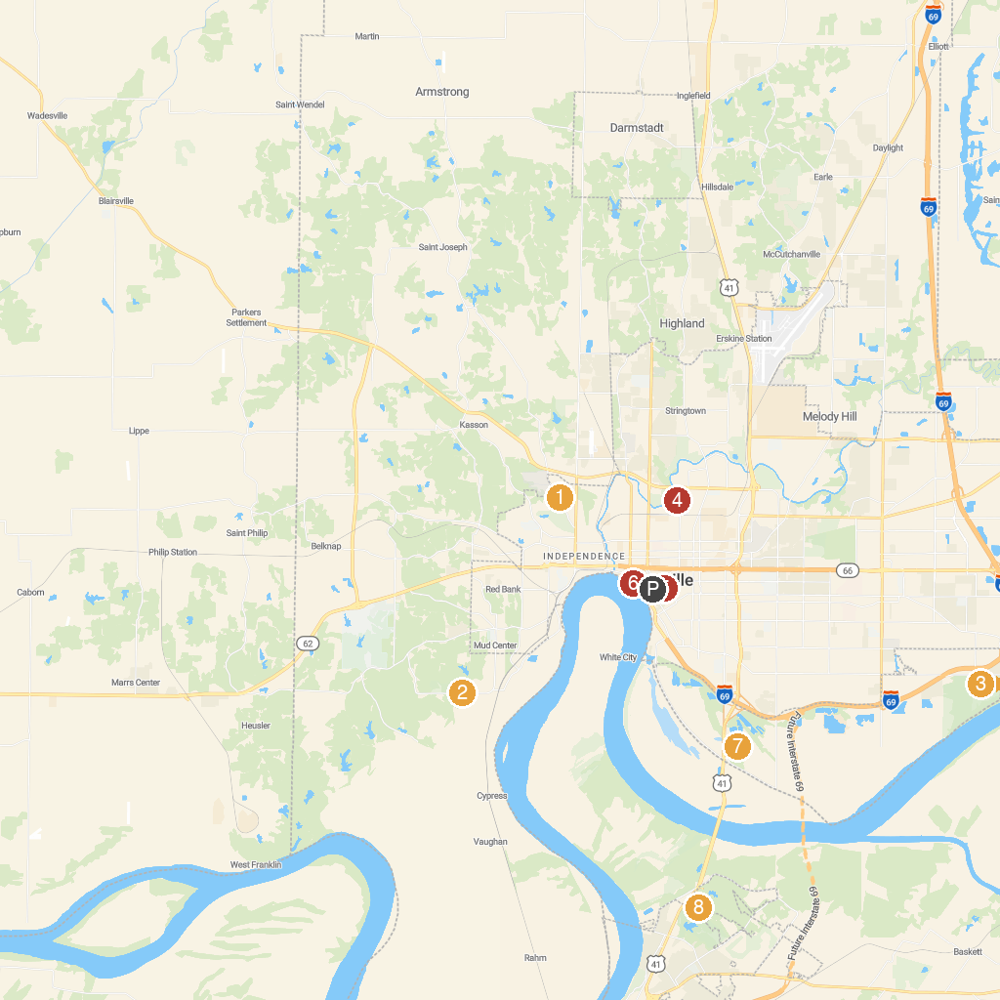 69
Martin
Elliott
Armstrong
Inglefield
Saint Wendel
Wadesville
Darmstadt
Daylight
Earle
Hillsdale
Blairsville
69
Saint Joseph
McCutchanville
41
Parkers
Settlement
Highland
Erskine Station
69
Stringtown
Melody Hill
Kasson
Lippe
1
4
Saint Philip
Belknap
Philip Station
INDEPENDENCE
66
Caborn
Red Bank
6
P
62
Mud Center
White City
Marrs Center
2
3
69
69
Heusler
Future Interstate 69
7
41
Cypress
Vaughan
West Franklin
8
Future Interstate 69
Baskett
Rahm
41